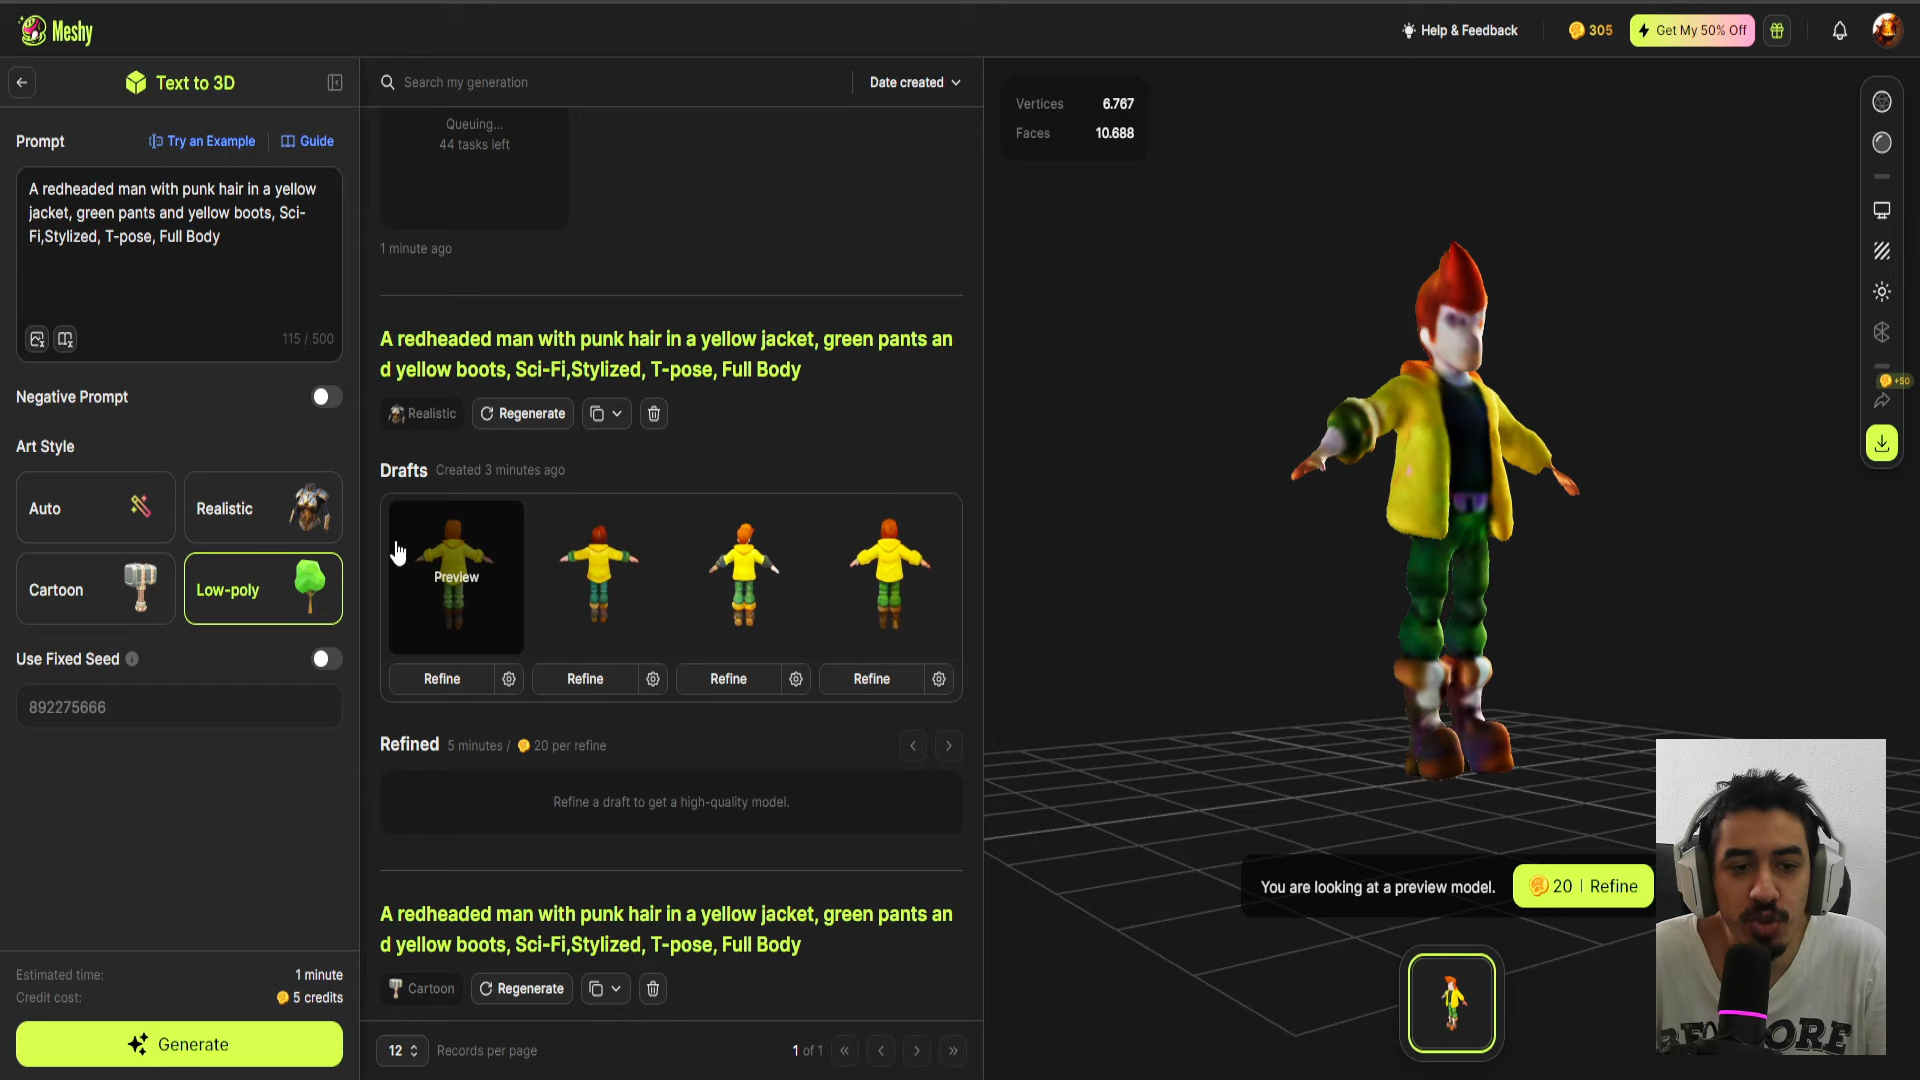 Meshy
Help & Feedback
305
Get My 50% Off
Text to 3D
Search my generation
Date created
Prompt
Try an Example
Guide
A redheaded man with punk hair in a yellow
jacket, green pants and yellow boots, Sci-
Fi,Stylized, T-pose, Full Body
115 / 500
Negative Prompt
Art Style
Auto
Realistic
Cartoon
Low-poly
Use Fixed Seed
892275666
Estimated time:
1 minute
Credit cost:
5 credits
Generate
Queuing...
44 tasks left
1 minute ago
A redheaded man with punk hair in a yellow jacket, green pants an
d yellow boots, Sci-Fi,Stylized, T-pose, Full Body
Realistic
Regenerate
Drafts
Created 3 minutes ago
Preview
Refine
Refine
Refine
Refine
Refined
5 minutes /
20 per refine
Refine a draft to get a high-quality model.
A redheaded man with punk hair in a yellow jacket, green pants an
d yellow boots, Sci-Fi,Stylized, T-pose, Full Body
Cartoon
Regenerate
12
Records per page
1 of 1
Vertices
6.767
Faces
10.688
+50
You are looking at a preview model.
20 | Refine